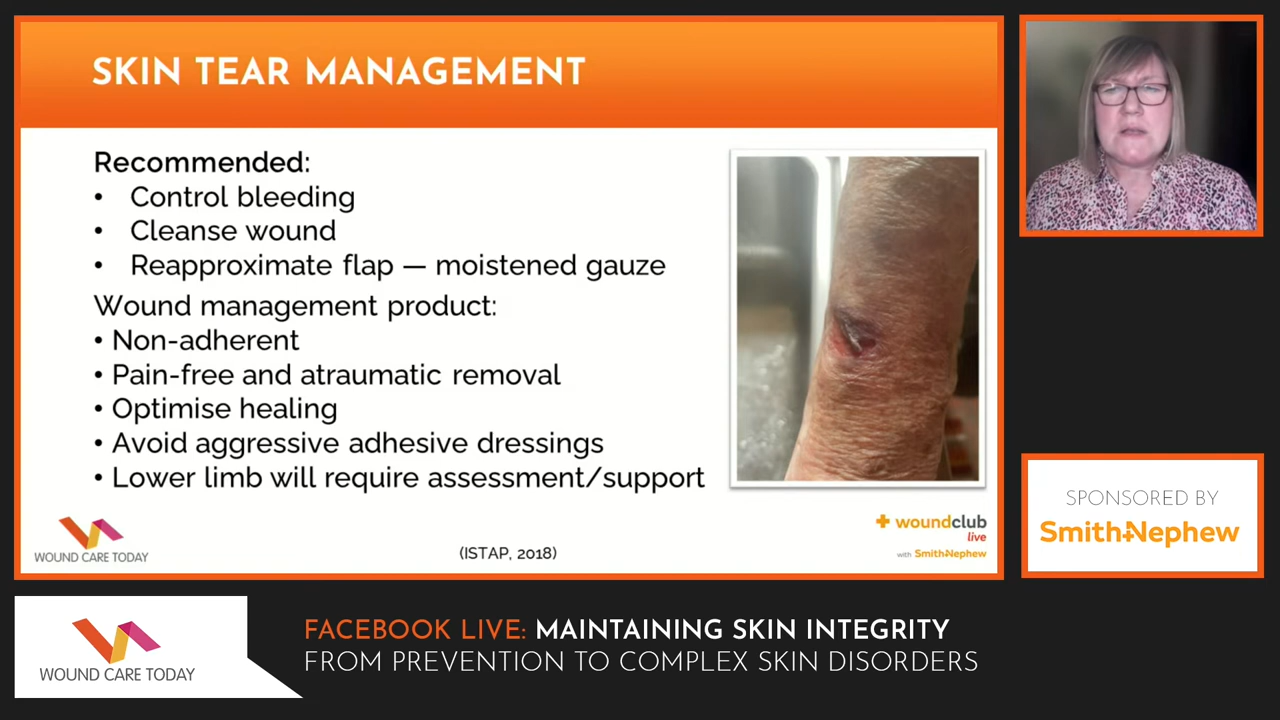 SKIN TEAR MANAGEMENT
Recommended:
• Control bleeding
• Cleanse wound
• Reapproximate flap — moistened gauze
Wound management product:
• Non-adherent
• Pain-free and atraumatic removal
• Optimise healing
• Avoid aggressive adhesive dressings
• Lower limb will require assessment/support
WOUND CARE TODAY
(ISTAP, 2018)
+ woundclub
live
with Smith+Nephew
SPONSORED BY
Smith+Nephew
WOUND CARE TODAY
FACEBOOK LIVE: MAINTAINING SKIN INTEGRITY
FROM PREVENTION TO COMPLEX SKIN DISORDERS